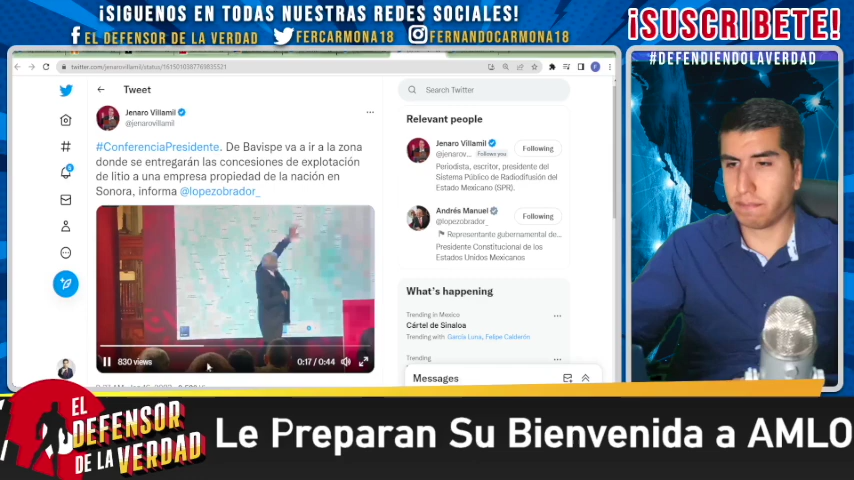 ¡SIGUENOS EN TODAS NUESTRAS REDES SOCIALES!
EL DEFENSOR DE LA VERDAD
FERCARMONA18
FERNANDOCARMONA18
¡SUSCRIBETE!
#DEFENDIENDOLAVERDAD
Tweet
Search Twitter
Jenaro Villamil
@jenarovillamil
#ConferenciaPresidente. De Bavispe va a ir a la zona
donde se entregarán las concesiones de explotación
de litio a una empresa propiedad de la nación en
Sonora, informa @lopezobrador_
830 views
0:17 / 0:44
Relevant people
Jenaro Villamil
@jenarov... Follows you
Following
Periodista, escritor, presidente del
Sistema Público de Radiodifusión del
Estado Mexicano (SPR).
Andrés Manuel
@lopezobrador_
Following
Representante gubernamental de...
Presidente Constitucional de los
Estados Unidos Mexicanos
What's happening
Trending in Mexico
Cártel de Sinaloa
Trending with García Luna, Felipe Calderón
Trending
Messages
EL
DEFENSOR
DE LA VERDAD
Le Preparan Su Bienvenida a AMLO